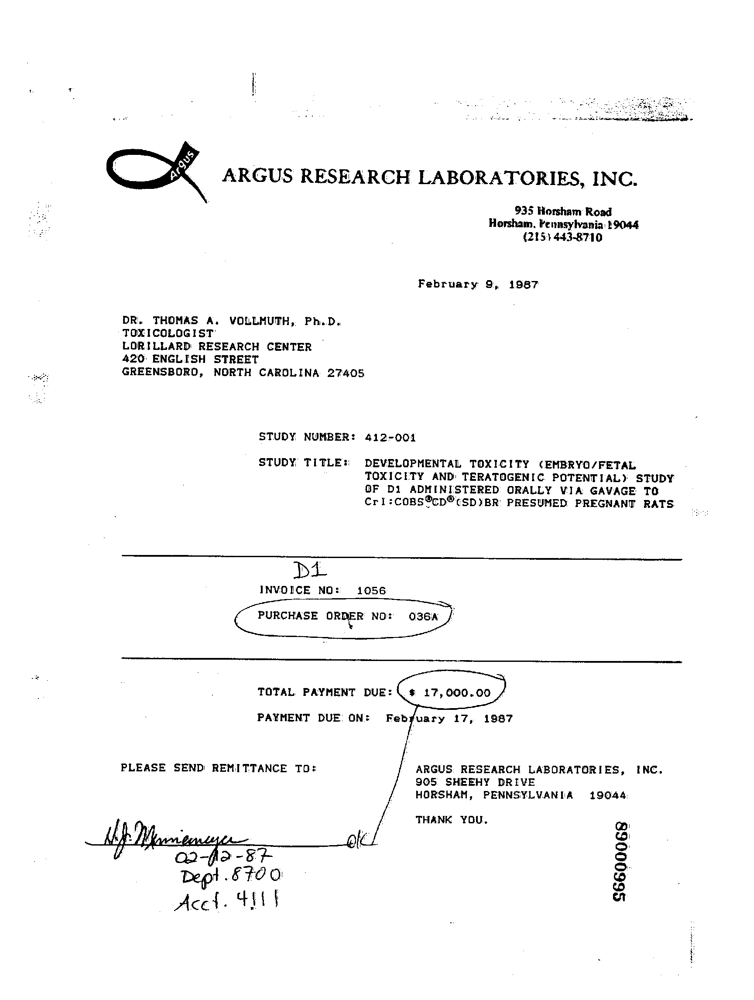 Argus
ARGUS RESEARCH LABORATORIES, INC.
935 Horsham Road
Horsham, Pennsylvania 19044
(215) 443-8710
February 9, 1987
DR. THOMAS A. VOLLMUTH, Ph.D.
TOXICOLOGIST
LORILLARD RESEARCH CENTER
420 ENGLISH STREET
GREENSBORO, NORTH CAROLINA 27405
STUDY NUMBER: 412-001
STUDY TITLE: DEVELOPMENTAL TOXICITY (EMBRYO/FETAL
TOXICITY AND TERATOGENIC POTENTIAL) STUDY
OF D1 ADMINISTERED ORALLY VIA GAVAGE TO
Crl:COBS®CD®(SD)BR PRESUMED PREGNANT RATS
D1
INVOICE NO: 1056
PURCHASE ORDER NO: 036A
TOTAL PAYMENT DUE: $ 17,000.00
PAYMENT DUE ON: February 17, 1987
PLEASE SEND REMITTANCE TO:
ARGUS RESEARCH LABORATORIES, INC.
905 SHEEHY DRIVE
HORSHAM, PENNSYLVANIA 19044
THANK YOU.
OK
02-12-87
Dept. 8700
Acct. 4111
89000995